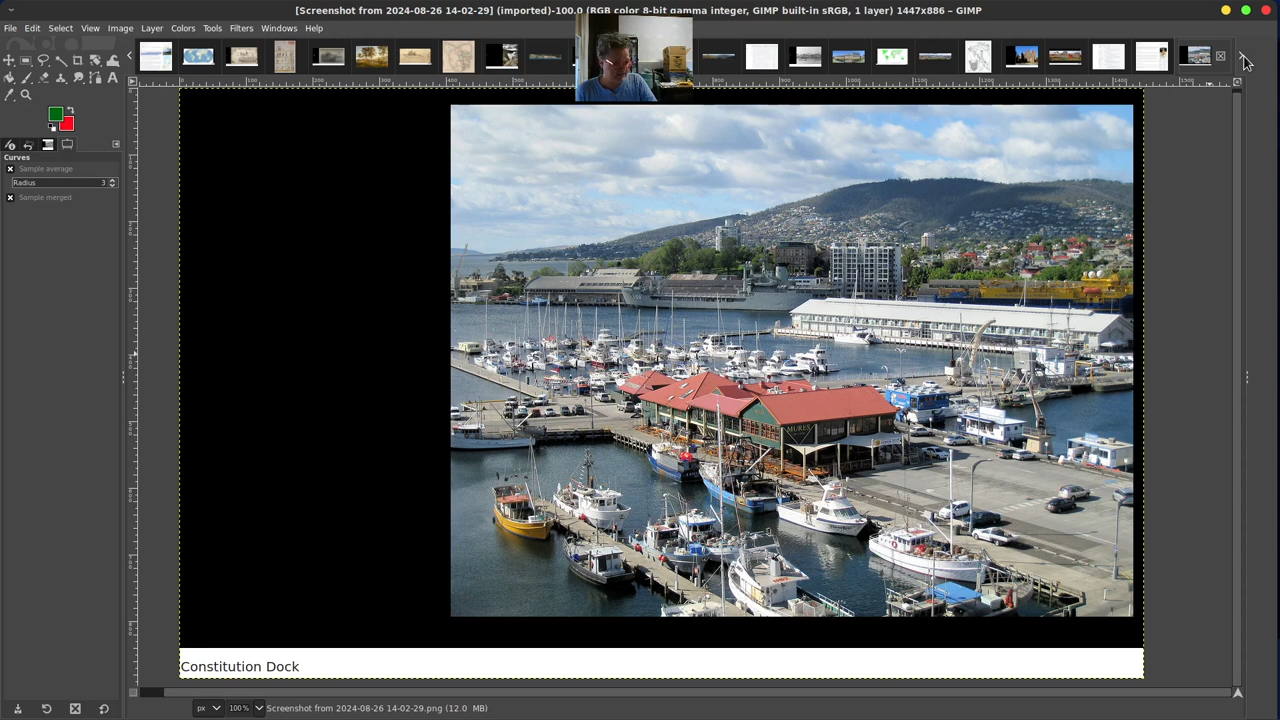 [Screenshot from 2024-08-26 14-02-29] (imported)-100.0 (RGB color 8-bit gamma integer, GIMP built-in sRGB, 1 layer) 1447x886 – GIMP
File Edit Select View Image Layer Colors Tools Filters Windows Help
Curves
Sample average
Radius 3
Sample merged
MURES
Constitution Dock
px 100% Screenshot from 2024-08-26 14-02-29.png (12.0 MB)